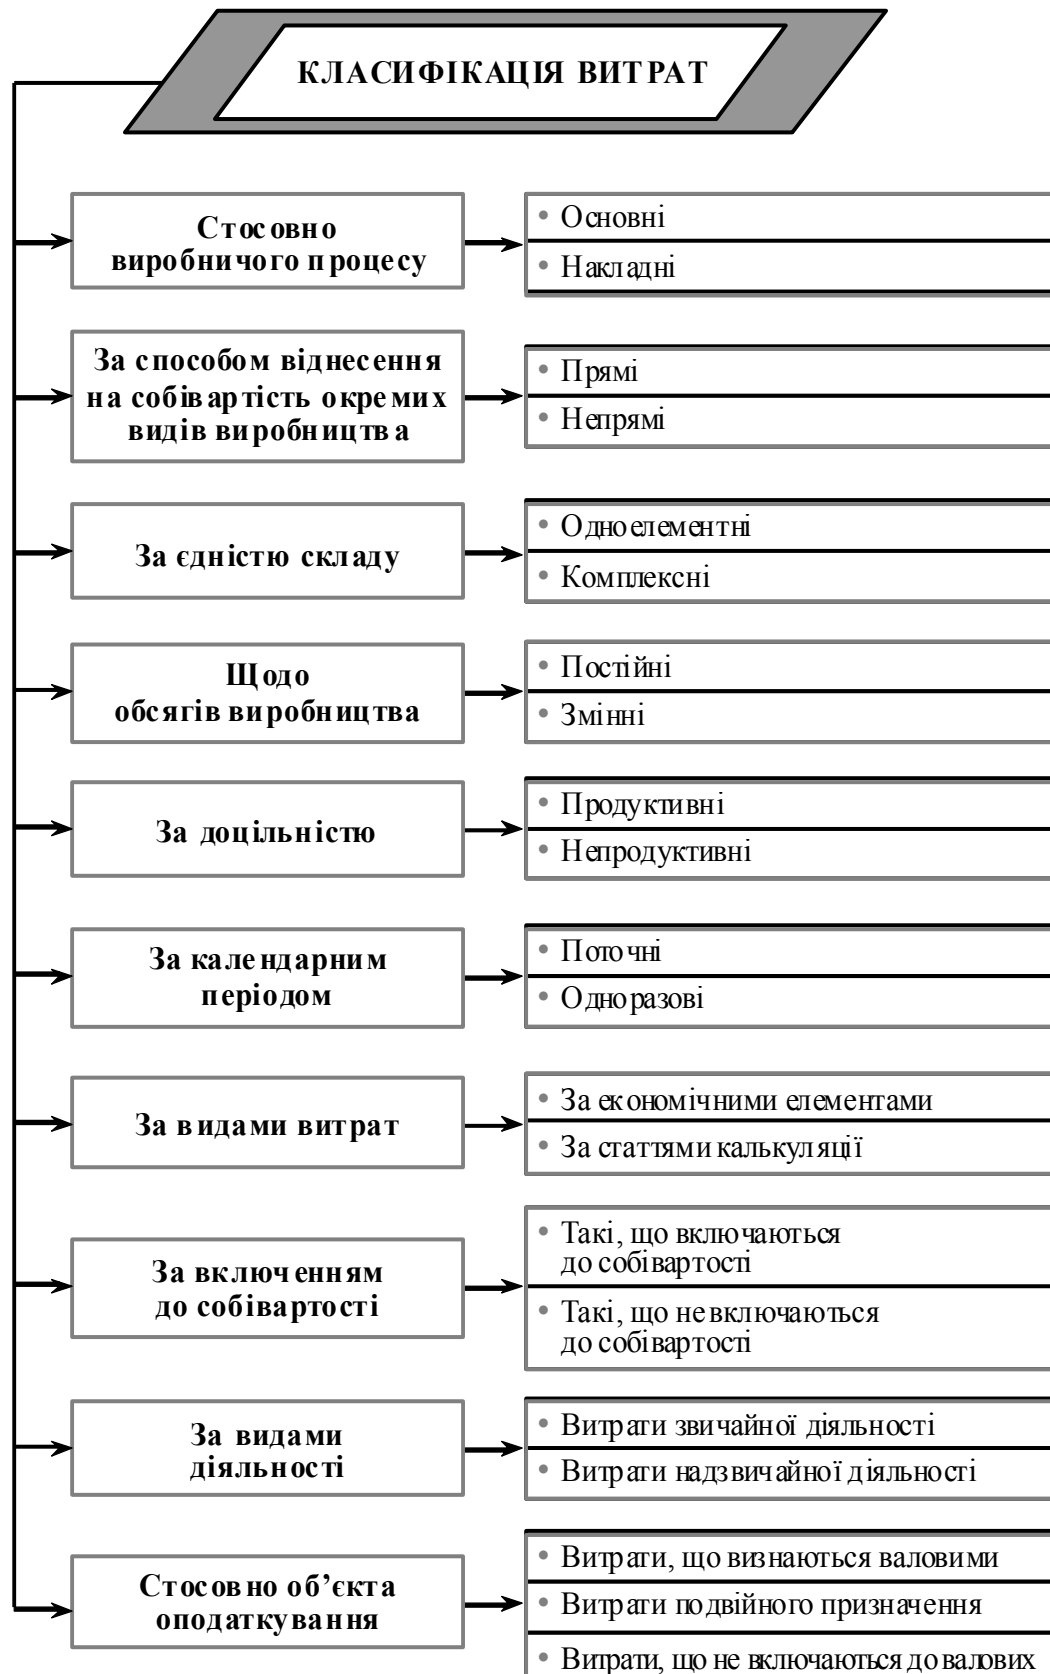 КЛАСИФІКАЦІЯ ВИТРАТ
Стосовно
виробничого процесу
• Основні
• Накладні
За способом віднесення
на собівартість окремих
видів виробництва
• Прямі
• Непрямі
За єдністю складу
• Одноелементні
• Комплексні
Щодо
обсягів виробництва
• Постійні
• Змінні
За доцільністю
• Продуктивні
• Непродуктивні
За календарним
періодом
• Поточні
• Одноразові
За видами витрат
• За економічними елементами
• За статтями калькуляції
За включенням
до собівартості
• Такі, що включаються
до собівартості
• Такі, що не включаються
до собівартості
За видами
діяльності
• Витрати звичайної діяльності
• Витрати надзвичайної діяльності
Стосовно об’єкта
оподаткування
• Витрати, що визнаються валовими
• Витрати подвійного призначення
• Витрати, що не включаються до валових